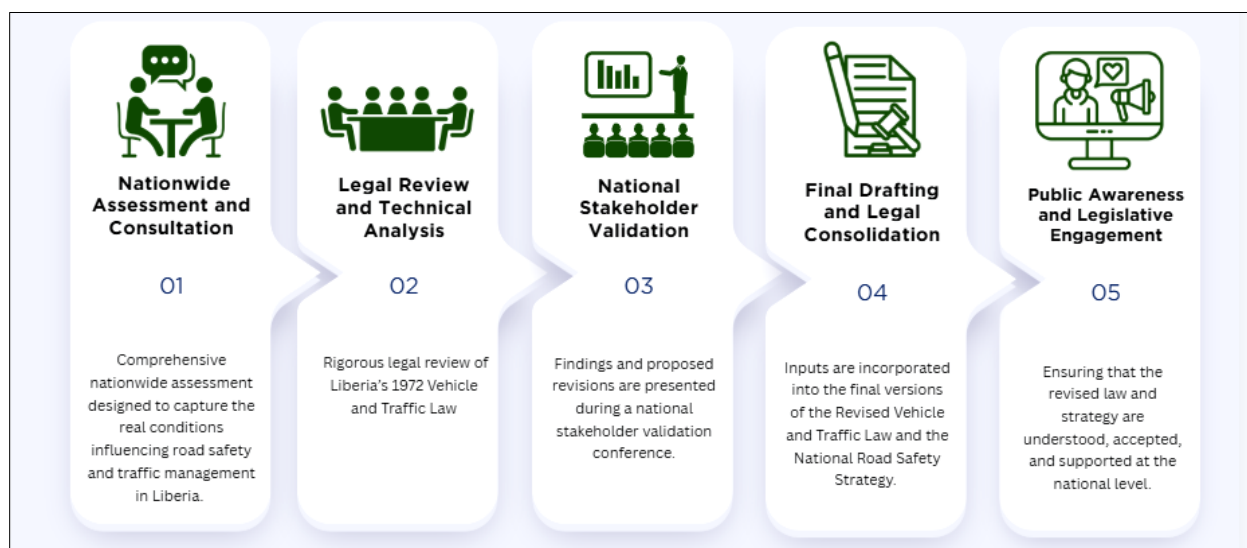 Nationwide
Assessment and
Consultation
01
Comprehensive
nationwide assessment
designed to capture the
real conditions
influencing road safety
and traffic management
in Liberia.
Legal Review
and Technical
Analysis
02
Rigorous legal review of
Liberia's 1972 Vehicle
and Traffic Law
National
Stakeholder
Validation
03
Findings and proposed
revisions are presented
during a national
stakeholder validation
conference.
Final Drafting
and Legal
Consolidation
04
Inputs are incorporated
into the final versions
of the Revised Vehicle
and Traffic Law and the
National Road Safety
Strategy.
Public Awareness
and Legislative
Engagement
05
Ensuring that the
revised law and
strategy are
understood, accepted,
and supported at the
national level.